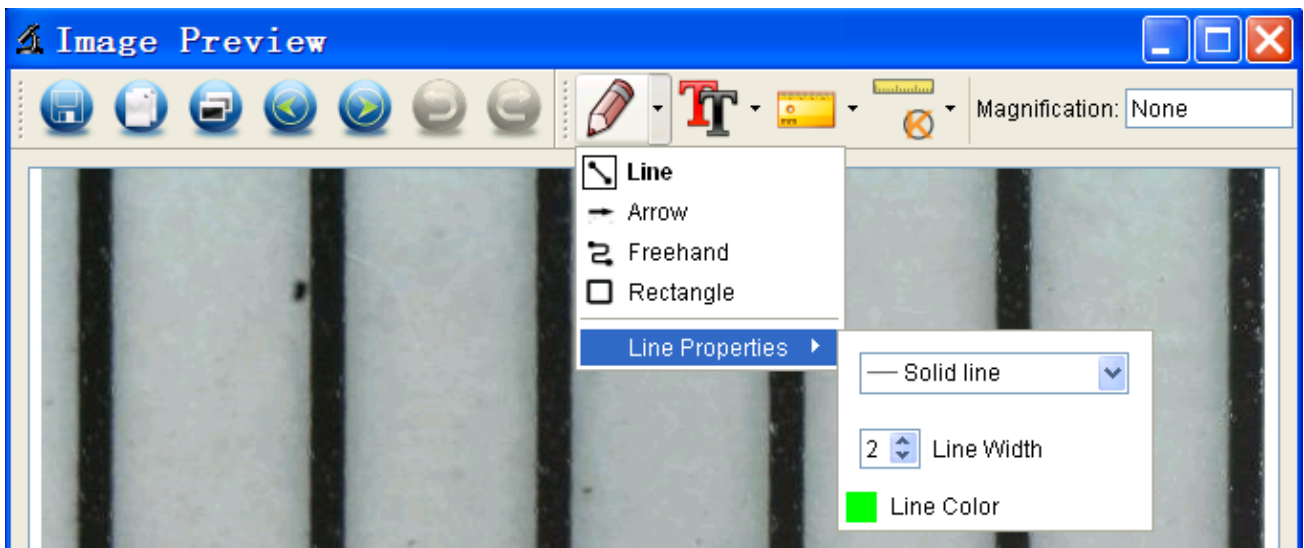 Image Preview
Magnification: None
Line
Arrow
Freehand
Rectangle
Line Properties
Solid line
2 Line Width
Line Color